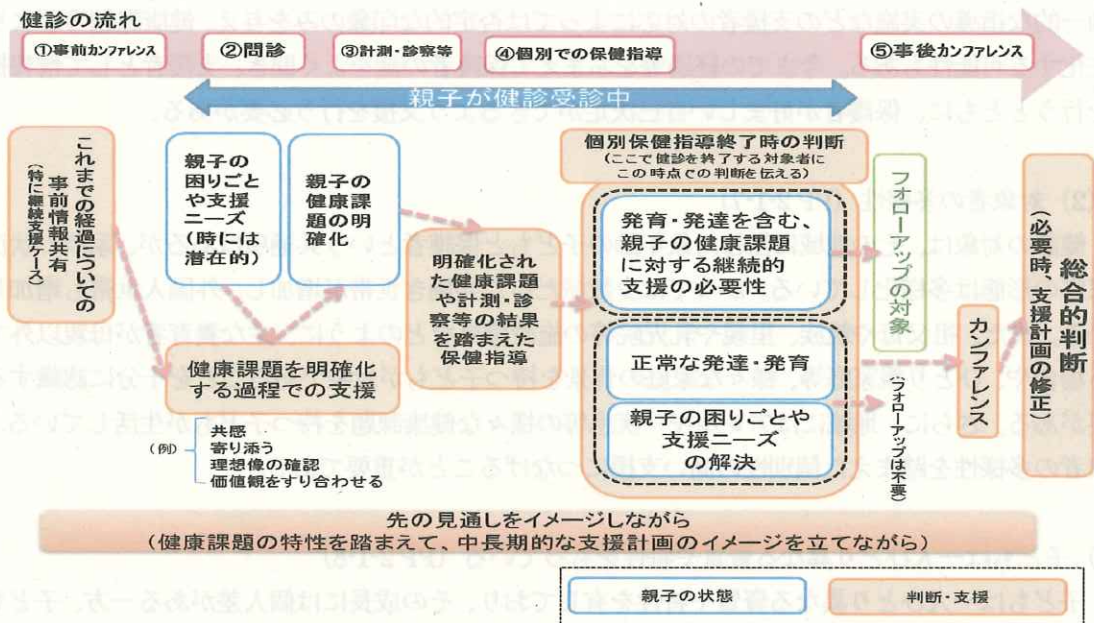 健診の流れ
①事前カンファレンス
②問診
③計測・診察等
④個別での保健指導
⑤事後カンファレンス
親子が健診受診中
これまでの経過についての
事前情報共有
(特に継続支援ケース)
親子の
困りごと
や支援
ニーズ
(時には
潜在的)
親子の
健康課
題の明
確化
健康課題を明確化
する過程での支援
(例)
共感
寄り添う
理想像の確認
価値観をすり合わせる
明確化され
た健康課題
や計測・診
察等の結果
を踏まえた
保健指導
個別保健指導終了時の判断
(ここで健診を終了する対象者に
この時点での判断を伝える)
発育・発達を含む、
親子の健康課題
に対する継続的
支援の必要性
正常な発達・発育
親子の困りごとや
支援ニーズ
の解決
フォローアップの対象
(フォローアップは不要)
カンファレンス
総合的判断
(必要時、支援計画の修正)
先の見通しをイメージしながら
(健康課題の特性を踏まえて、中長期的な支援計画のイメージを立てながら)
親子の状態
判断・支援